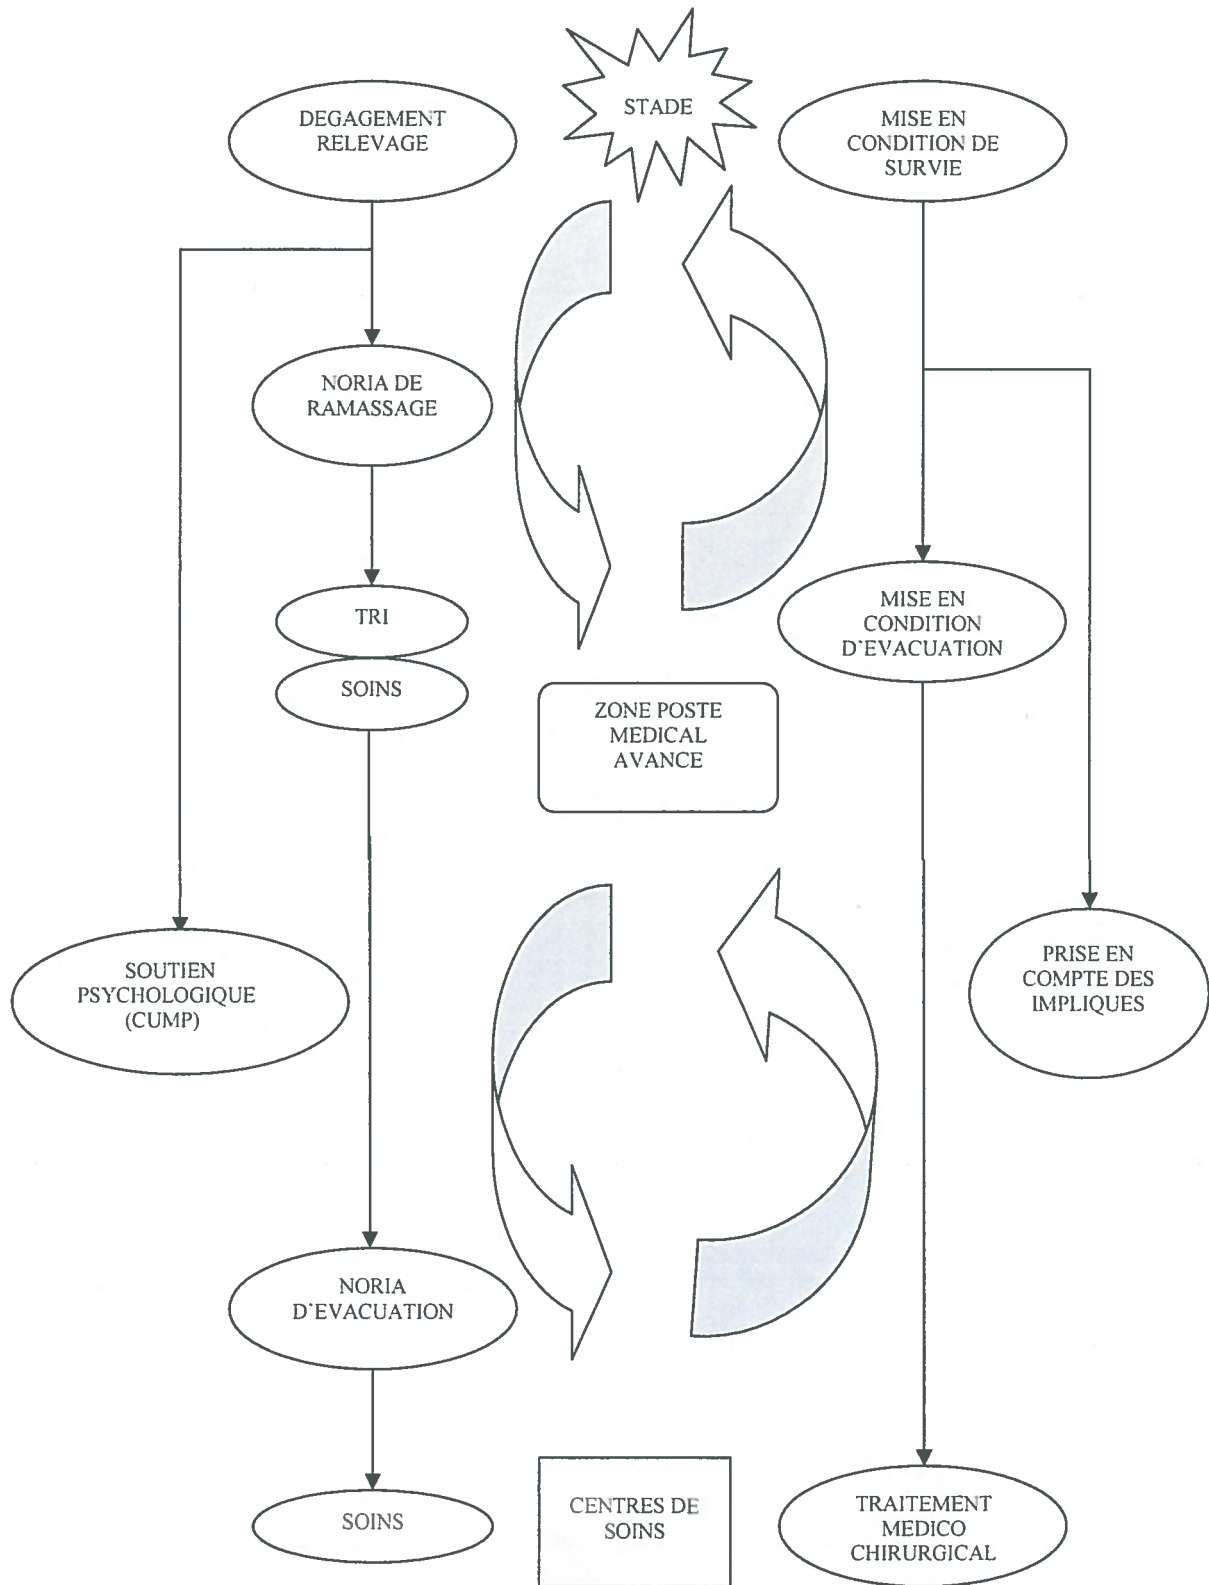 STADE
DEGAGEMENT
RELEVAGE
MISE EN
CONDITION DE
SURVIE
NORIA DE
RAMASSAGE
TRI
SOINS
MISE EN
CONDITION
D'EVACUATION
ZONE POSTE
MEDICAL
AVANCE
SOUTIEN
PSYCHOLOGIQUE
(CUMP)
PRISE EN
COMPTE DES
IMPLIQUES
NORIA
D'EVACUATION
SOINS
CENTRES DE
SOINS
TRAITEMENT
MEDICO
CHIRURGICAL